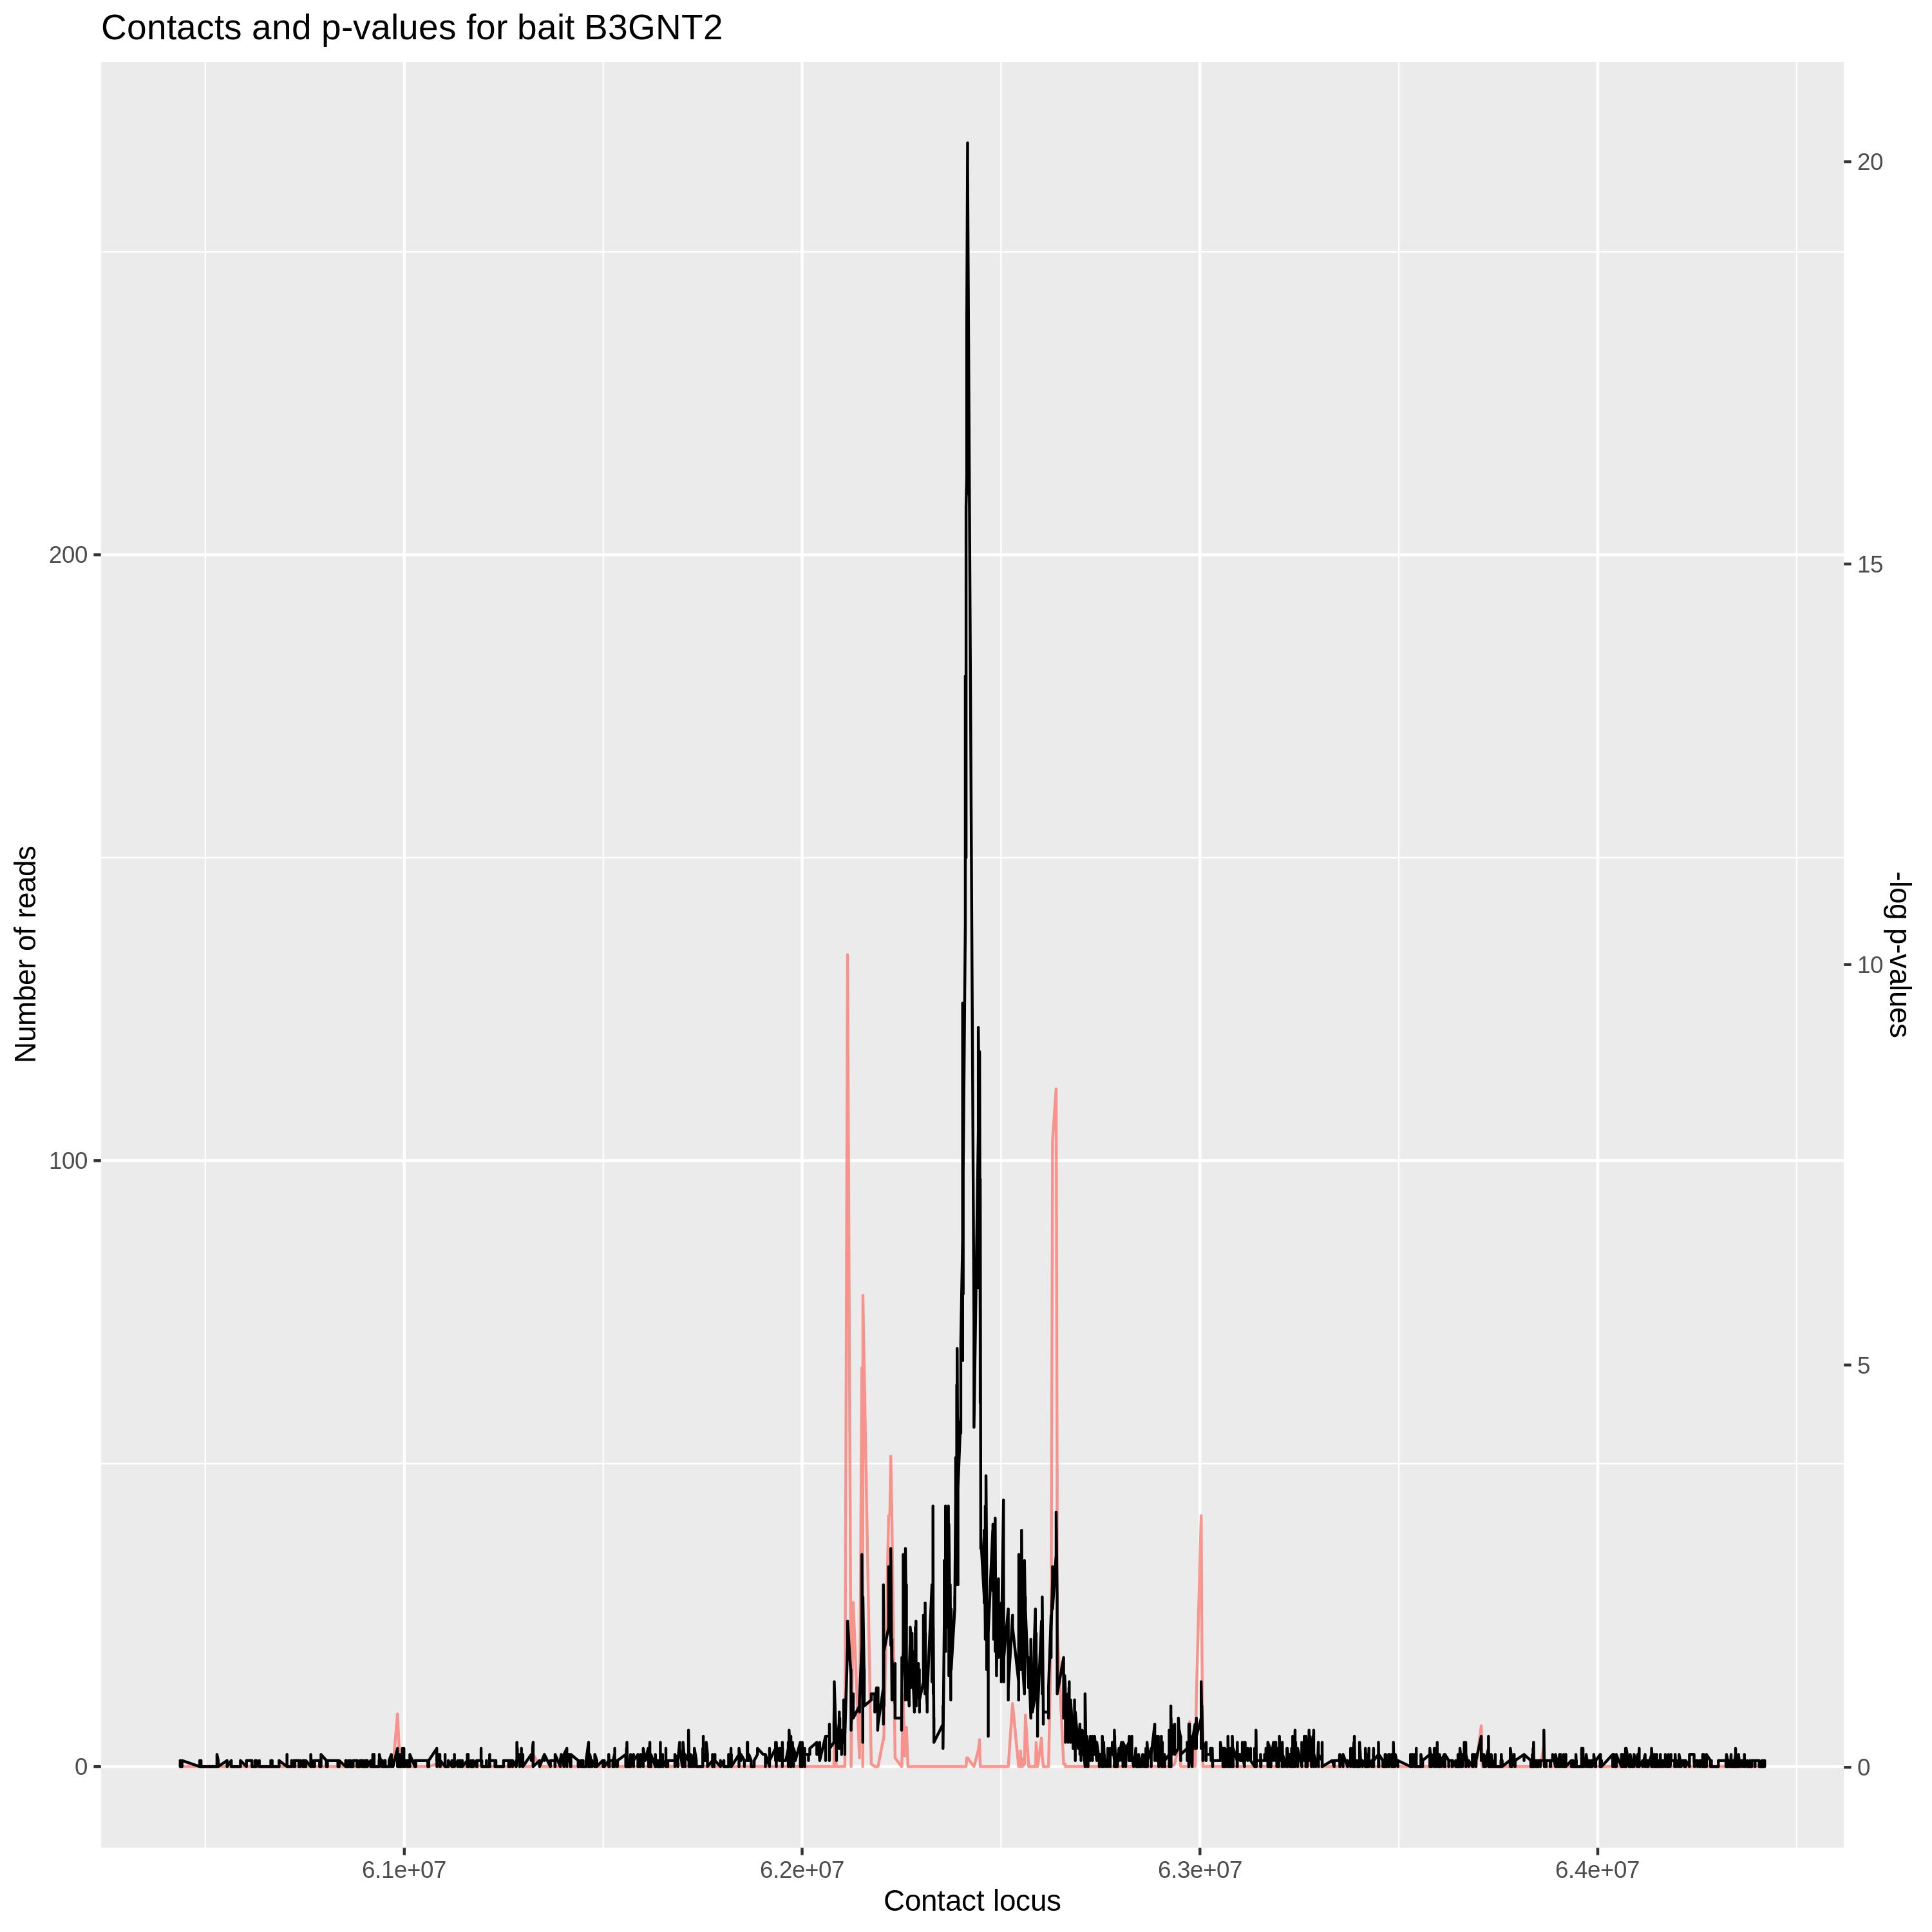 Contacts and p-values for bait B3GNT2
Number of reads
200
100
0
20
15
10
5
0
-log p-values
6.1e+07
6.2e+07
6.3e+07
6.4e+07
Contact locus